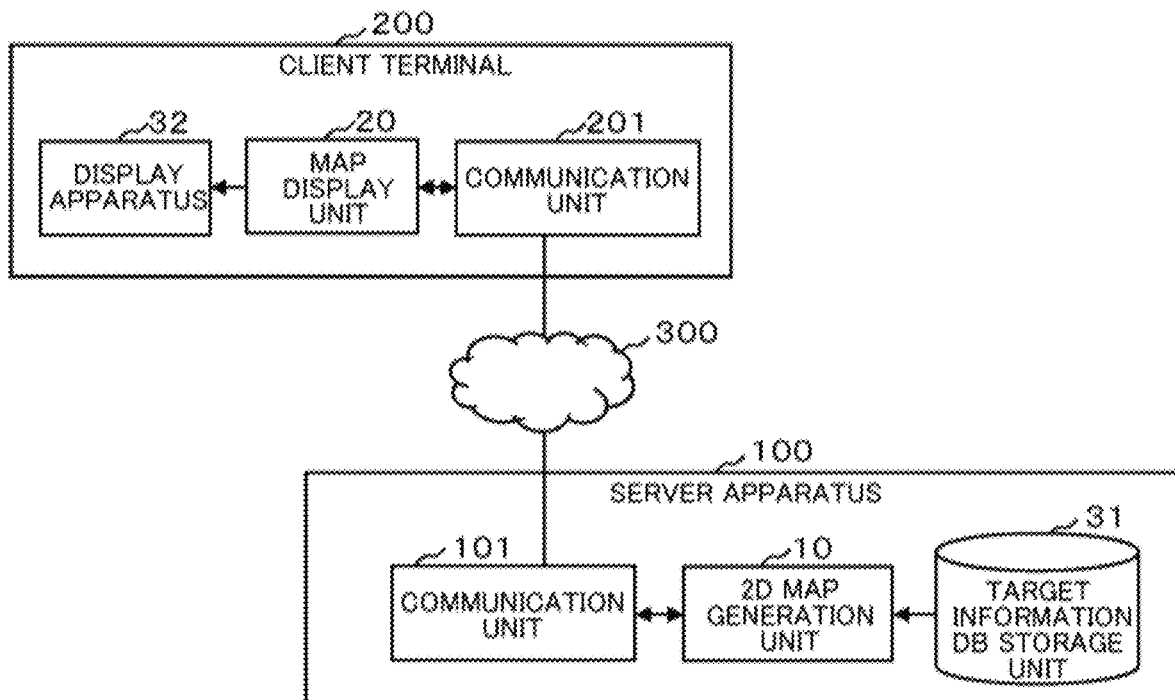 200
CLIENT TERMINAL
32
20
201
DISPLAY
APPARATUS
MAP
DISPLAY
UNIT
COMMUNICATION
UNIT
300
100
SERVER APPARATUS
101
10
31
COMMUNICATION
UNIT
2D MAP
GENERATION
UNIT
TARGET
INFORMATION
DB STORAGE
UNIT